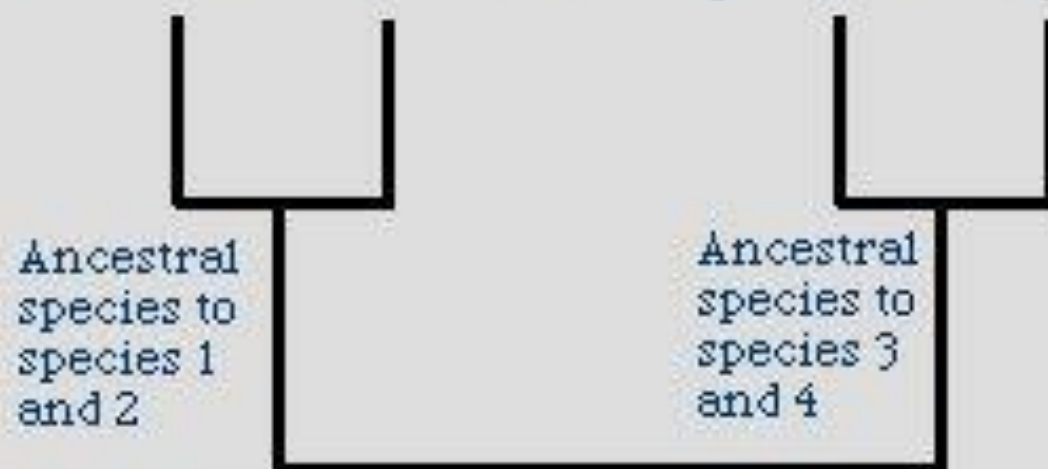 Ancestral
species to
species 1
and 2
Ancestral
species to
species 3
and 4